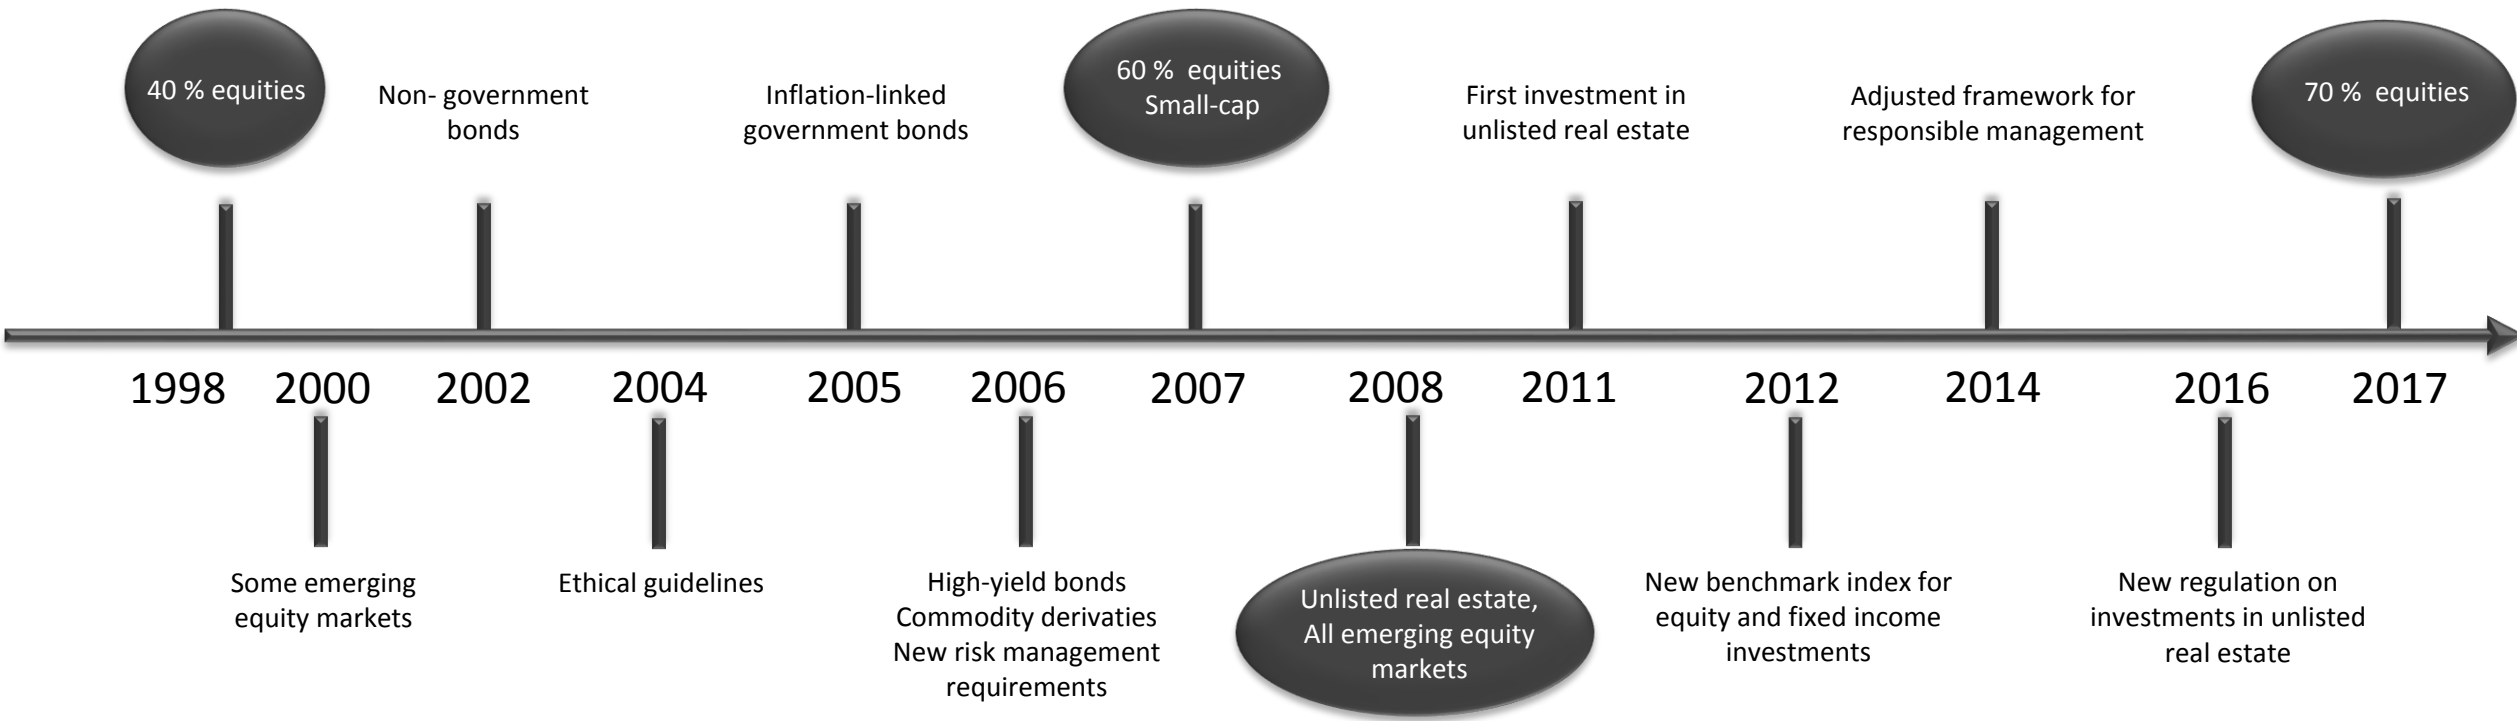 40 % equities
Non- government
bonds
Inflation-linked
government bonds
60 %  equities
Small-cap
First investment in
unlisted real estate
Adjusted framework for
responsible management
70 %  equities
1998
2000
2002
2004
2005
2006
2007
2008
2011
2012
2014
2016
2017
Some emerging
equity markets
Ethical guidelines
High-yield bonds
Commodity derivaties
New risk management
requirements
Unlisted real estate,
All emerging equity
markets
New benchmark index for
equity and fixed income
investments
New regulation on
investments in unlisted
real estate